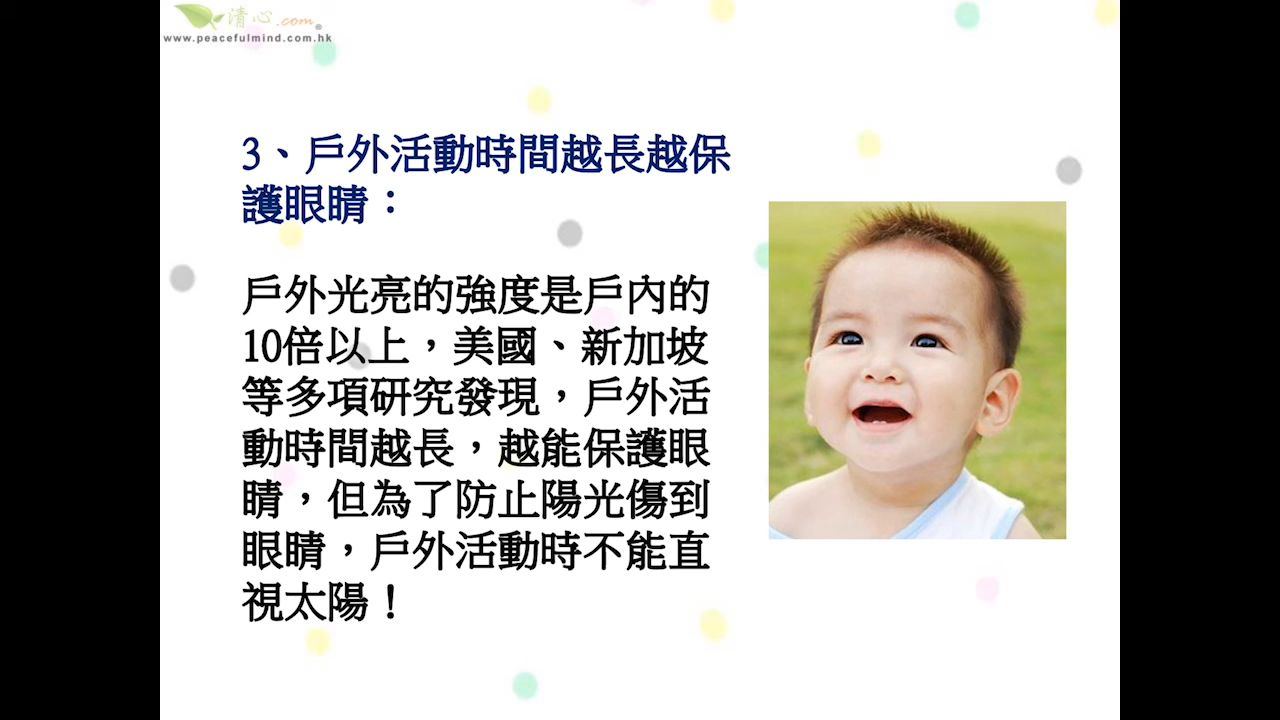 清心.com®
www.peacefulmind.com.hk
3、戶外活動時間越長越保
護眼睛：
戶外光亮的強度是戶內的
10倍以上，美國、新加坡
等多項研究發現，戶外活
動時間越長，越能保護眼
睛，但為了防止陽光傷到
眼睛，戶外活動時不能直
視太陽！